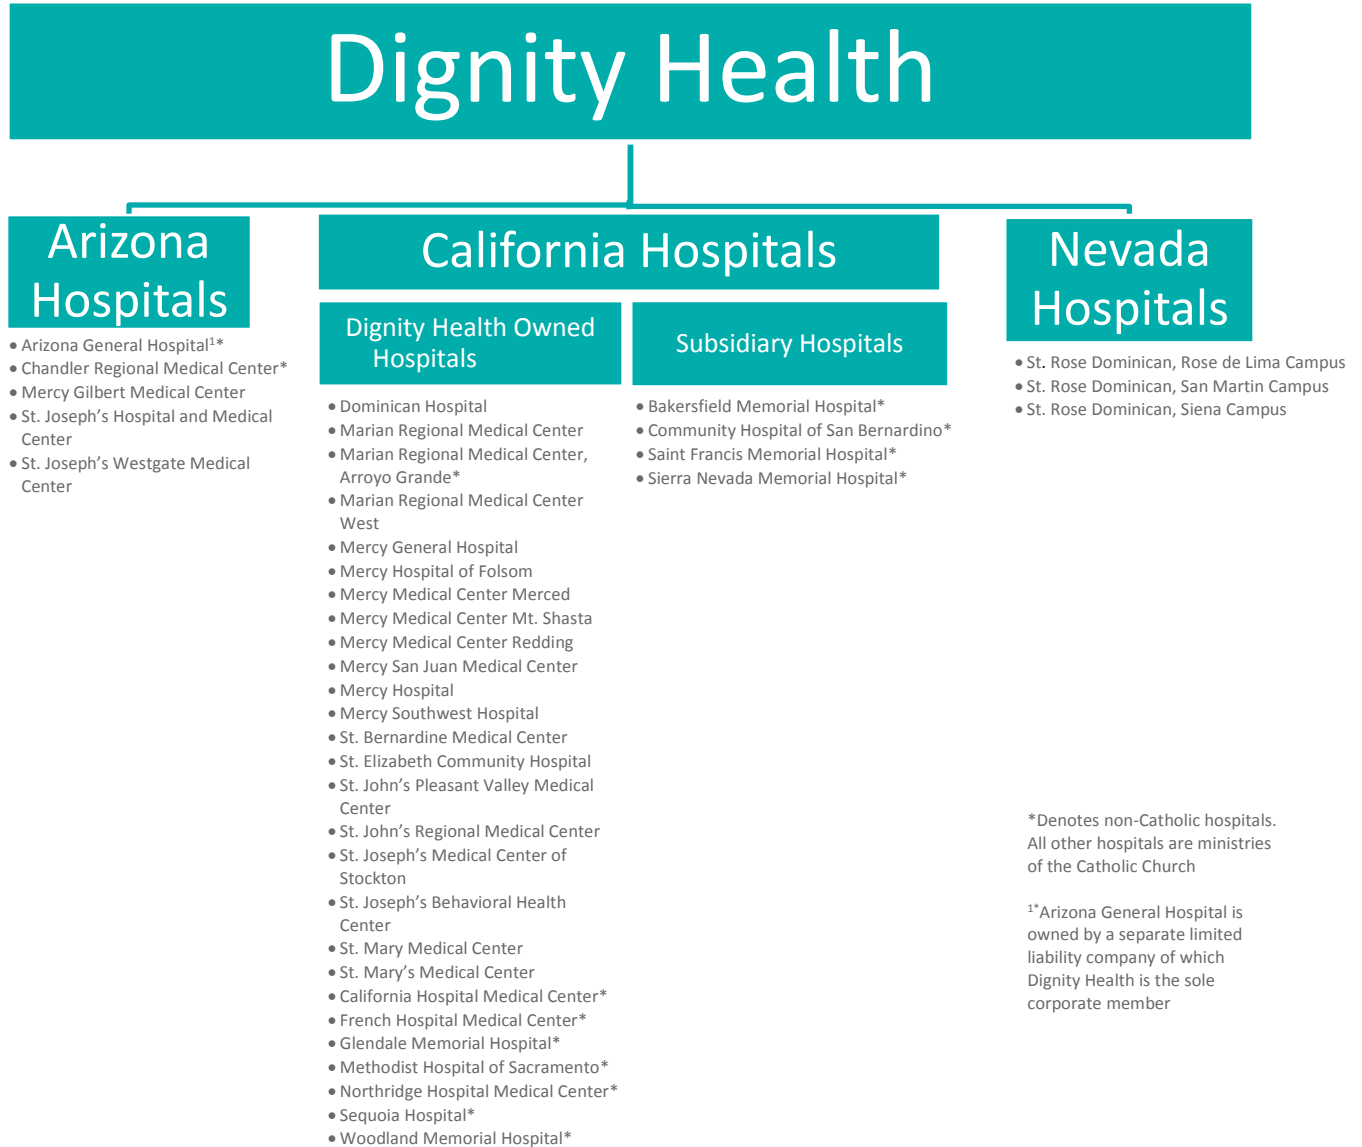 Dignity Health
Arizona
Hospitals
• Arizona General Hospital¹*
• Chandler Regional Medical Center*
• Mercy Gilbert Medical Center
• St. Joseph’s Hospital and Medical
Center
• St. Joseph’s Westgate Medical
Center
California Hospitals
Dignity Health Owned
Hospitals
• Dominican Hospital
• Marian Regional Medical Center
• Marian Regional Medical Center,
Arroyo Grande*
• Marian Regional Medical Center
West
• Mercy General Hospital
• Mercy Hospital of Folsom
• Mercy Medical Center Merced
• Mercy Medical Center Mt. Shasta
• Mercy Medical Center Redding
• Mercy San Juan Medical Center
• Mercy Hospital
• Mercy Southwest Hospital
• St. Bernardine Medical Center
• St. Elizabeth Community Hospital
• St. John’s Pleasant Valley Medical
Center
• St. John’s Regional Medical Center
• St. Joseph’s Medical Center of
Stockton
• St. Joseph’s Behavioral Health
Center
• St. Mary Medical Center
• St. Mary’s Medical Center
• California Hospital Medical Center*
• French Hospital Medical Center*
• Glendale Memorial Hospital*
• Methodist Hospital of Sacramento*
• Northridge Hospital Medical Center*
• Sequoia Hospital*
• Woodland Memorial Hospital*
Subsidiary Hospitals
• Bakersfield Memorial Hospital*
• Community Hospital of San Bernardino*
• Saint Francis Memorial Hospital*
• Sierra Nevada Memorial Hospital*
Nevada
Hospitals
• St. Rose Dominican, Rose de Lima Campus
• St. Rose Dominican, San Martin Campus
• St. Rose Dominican, Siena Campus
*Denotes non-Catholic hospitals.
All other hospitals are ministries
of the Catholic Church
¹*Arizona General Hospital is
owned by a separate limited
liability company of which
Dignity Health is the sole
corporate member